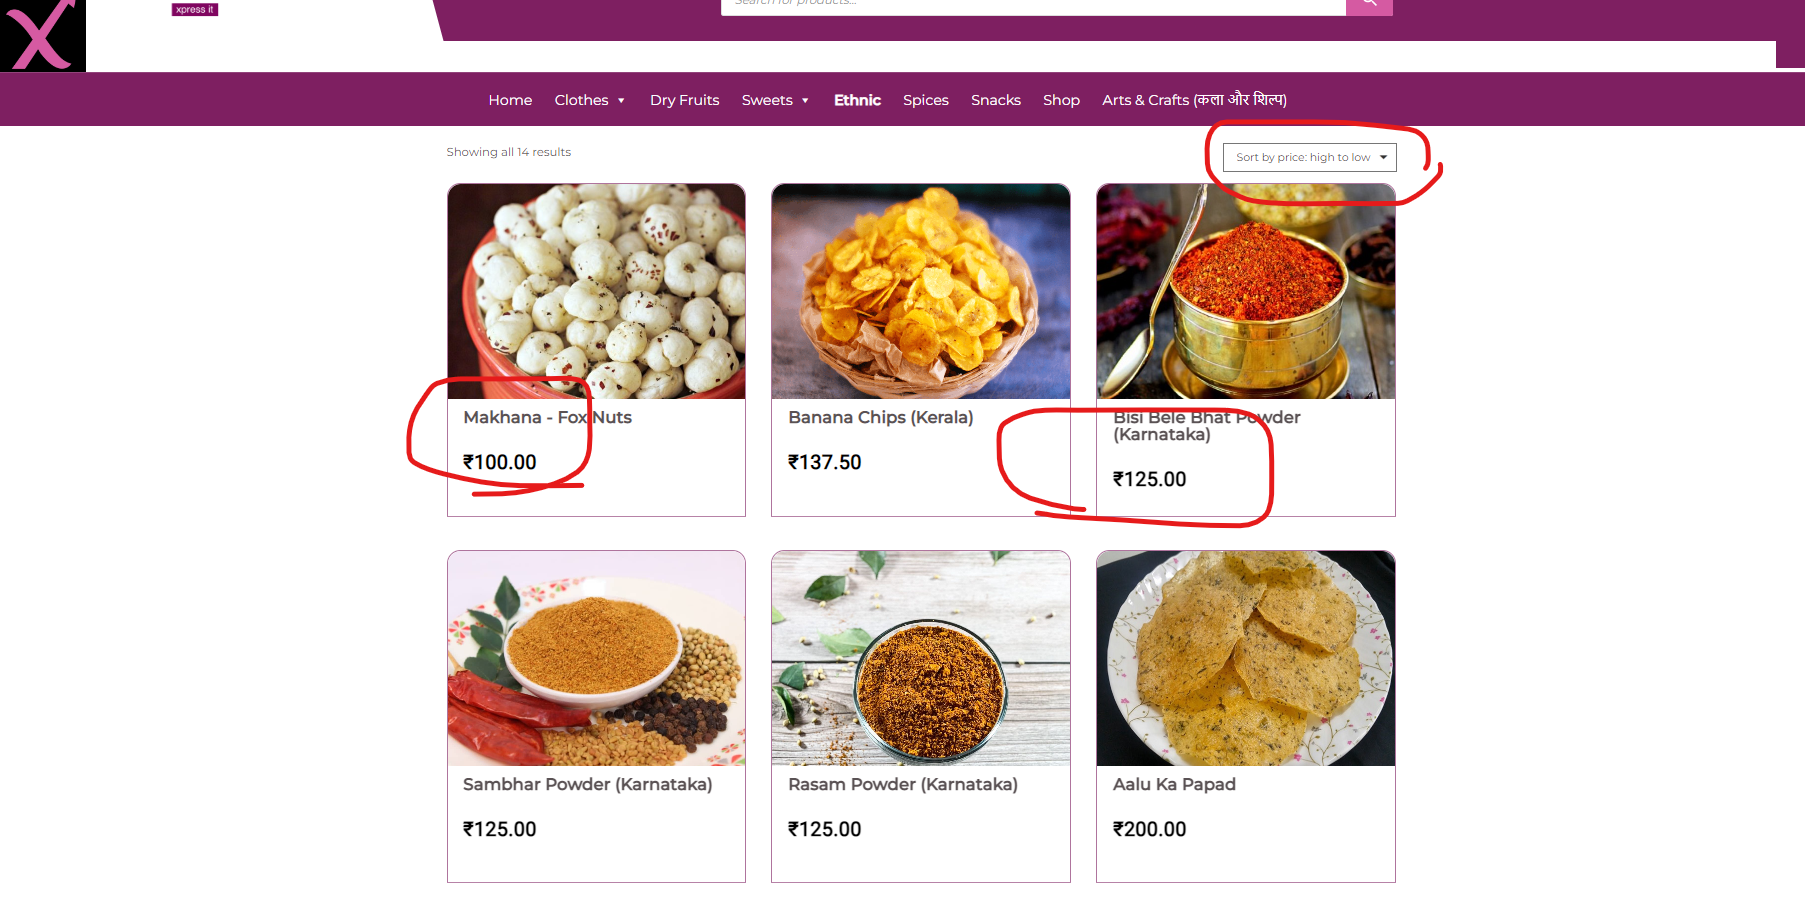 xpress it
Search for products...
Home Clothes Dry Fruits Sweets Ethnic Spices Snacks Shop Arts & Crafts (कला और शिल्प)
Showing all 14 results
Sort by price: high to low
Makhana - Fox Nuts
₹100.00
Banana Chips (Kerala)
₹137.50
Bisi Bele Bhat Powder
(Karnataka)
₹125.00
Sambhar Powder (Karnataka)
₹125.00
Rasam Powder (Karnataka)
₹125.00
Aalu Ka Papad
₹200.00